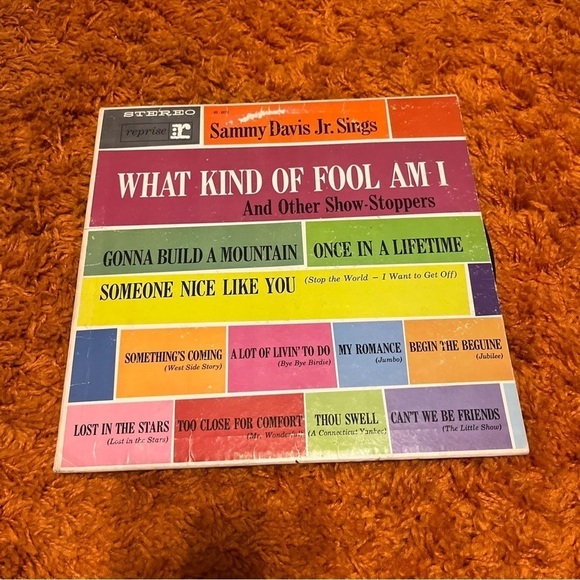 STEREO
reprise r
Sammy Davis Jr. Sings
WHAT KIND OF FOOL AM I
And Other Show-Stoppers
GONNA BUILD A MOUNTAIN
ONCE IN A LIFETIME
SOMEONE NICE LIKE YOU (Stop the World – I Want to Get Off)
SOMETHING'S COMING
(West Side Story)
A LOT OF LIVIN' TO DO
(Bye Bye Birdie)
MY ROMANCE
(Jumbo)
BEGIN THE BEGUINE
(Jubilee)
LOST IN THE STARS
(Lost in the Stars)
TOO CLOSE FOR COMFORT
(Mr. Wonderful)
THOU SWELL
(A Connecticut Yankee)
CAN'T WE BE FRIENDS
(The Little Show)